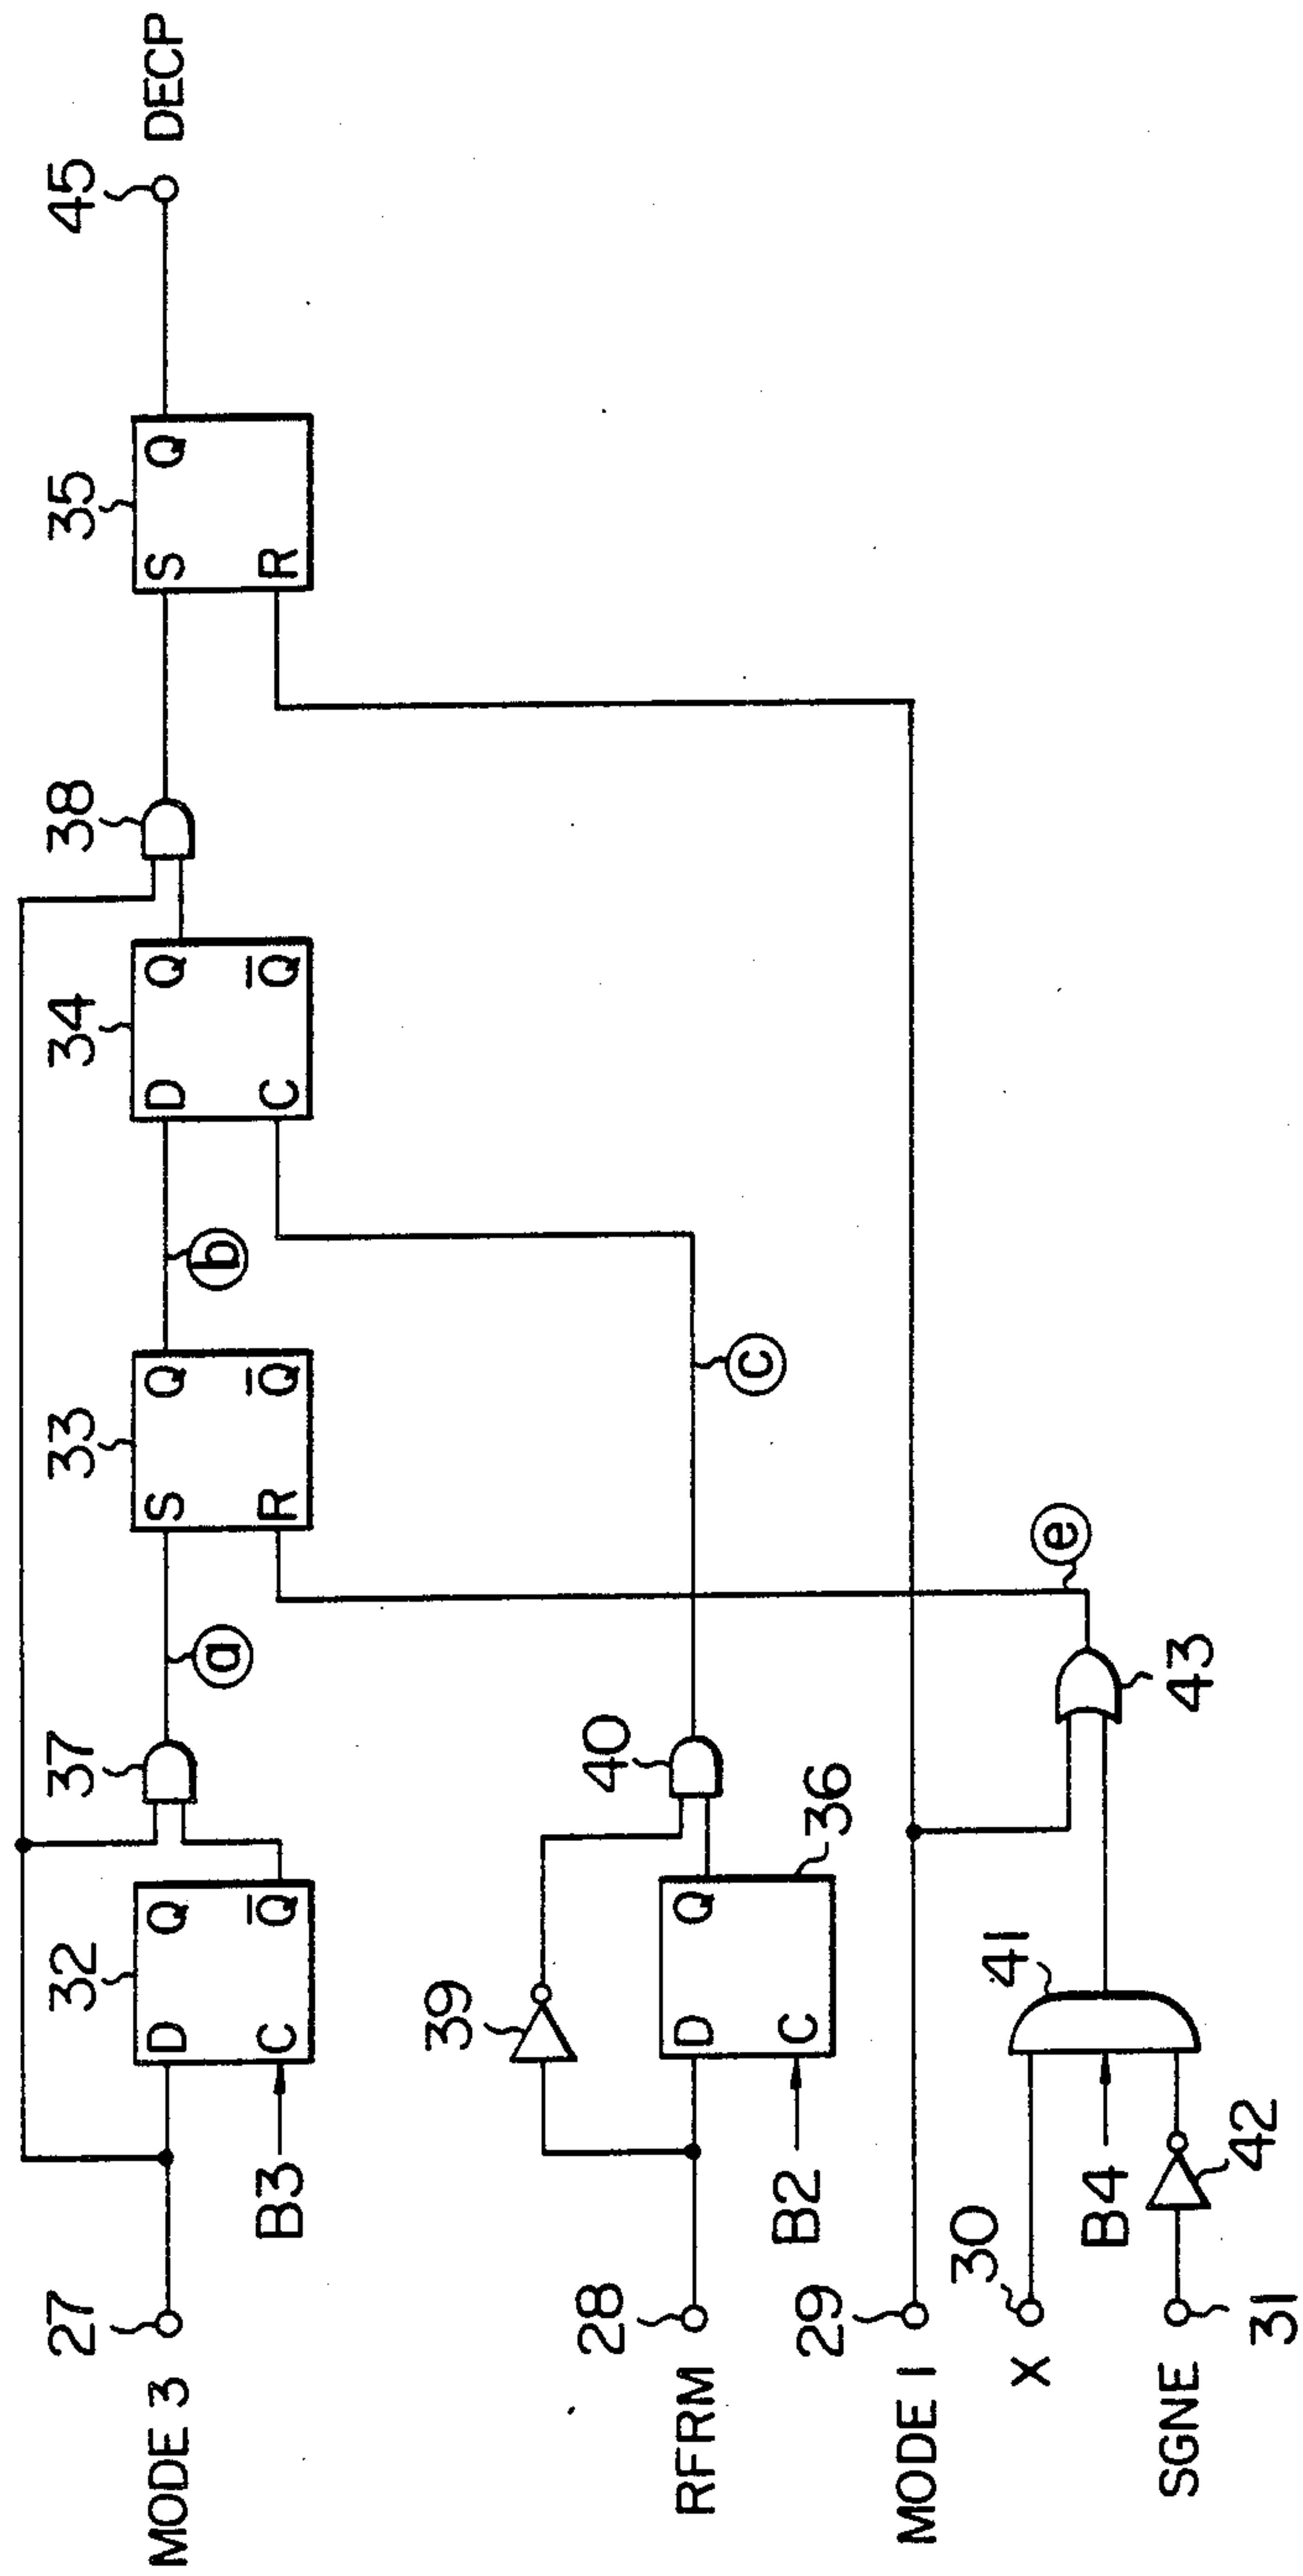 27
32
37
33
34
38
35
45
MODE 3
D
Q
ⓐ
S
Q
ⓑ
D
Q
S
Q
DECP
B3
C
Q̄
R
Q̄
C
Q̄
R
39
40
28
RFRM
D
Q
ⓒ
B2
C
36
29
MODE 1
30
X
41
ⓔ
B4
43
SGNE
42
31